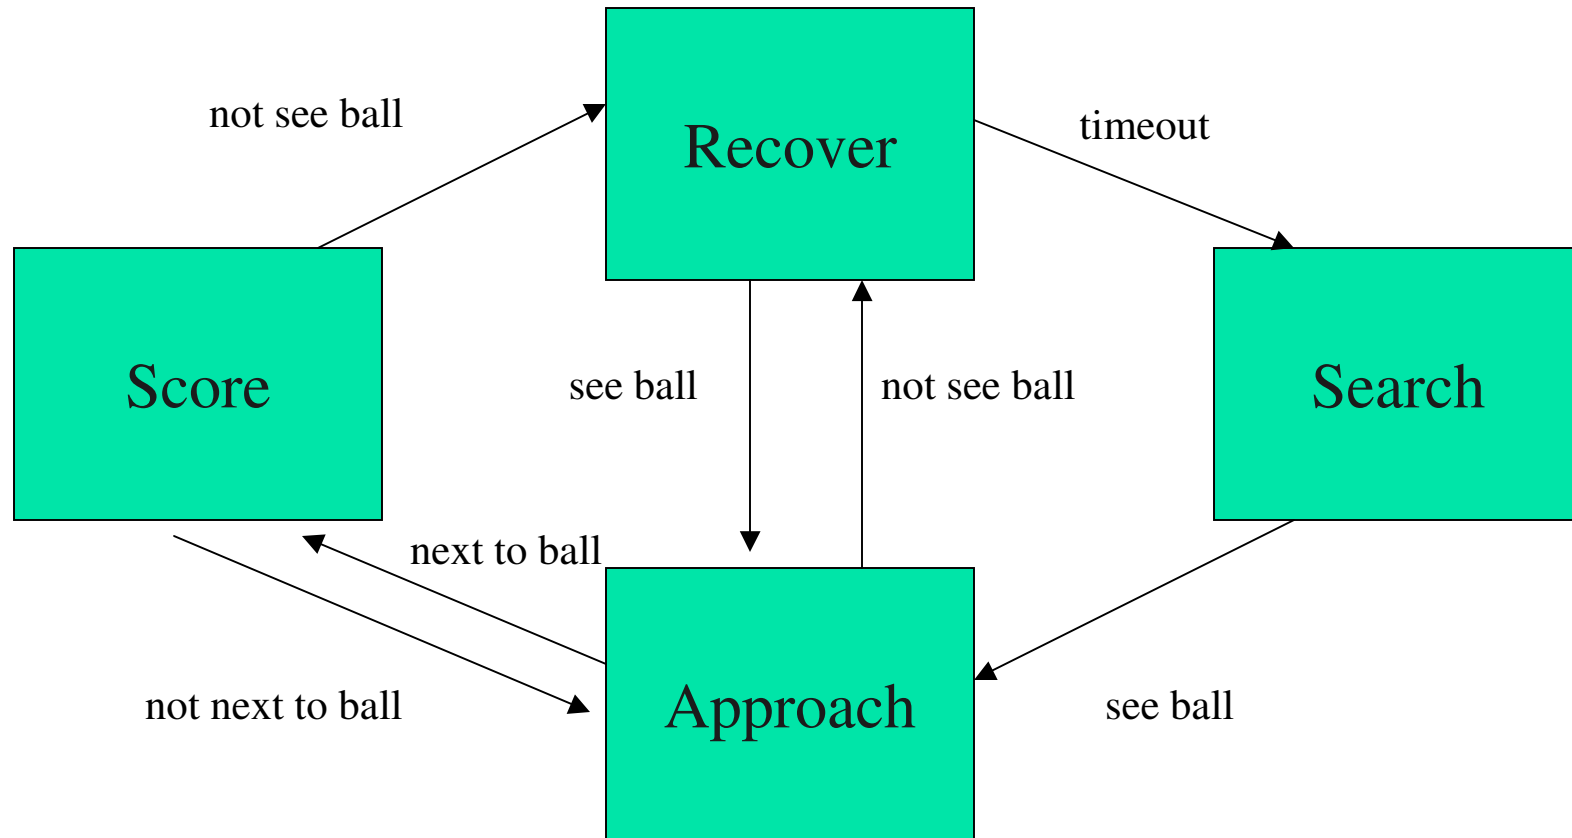 not see ball
Recover
timeout
Score
see ball
not see ball
Search
next to ball
not next to ball
Approach
see ball